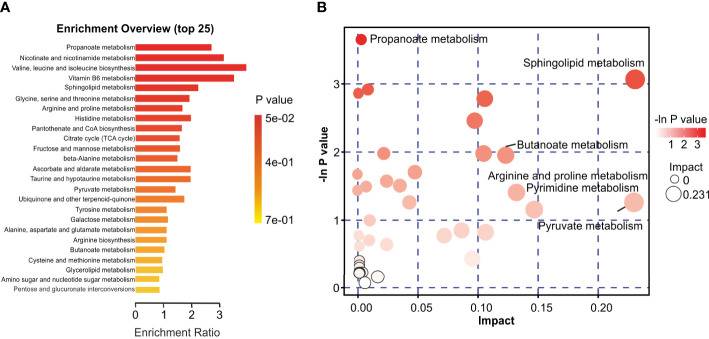 A
Enrichment Overview (top 25)
Propanoate metabolism
Nicotinate and nicotinamide metabolism
Valine, leucine and isoleucine biosynthesis
Vitamin B6 metabolism
Sphingolipid metabolism
Glycine, serine and threonine metabolism
Arginine and proline metabolism
Histidine metabolism
Pantothenate and CoA biosynthesis
Citrate cycle (TCA cycle)
Fructose and mannose metabolism
beta-Alanine metabolism
Ascorbate and aldarate metabolism
Taurine and hypotaurine metabolism
Pyruvate metabolism
Ubiquinone and other terpenoid-quinone
Tyrosine metabolism
Galactose metabolism
Alanine, aspartate and glutamate metabolism
Arginine biosynthesis
Butanoate metabolism
Cysteine and methionine metabolism
Glycerolipid metabolism
Amino sugar and nucleotide sugar metabolism
Pentose and glucuronate interconversions
0 1 2 3
Enrichment Ratio
P value
5e-02
4e-01
7e-01
B
Propanoate metabolism
Sphingolipid metabolism
Butanoate metabolism
Arginine and proline metabolism
Pyrimidine metabolism
Pyruvate metabolism
-ln P value
3
2
1
0
0.00 0.05 0.10 0.15 0.20
Impact
-ln P value
1 2 3
Impact
0
0.231